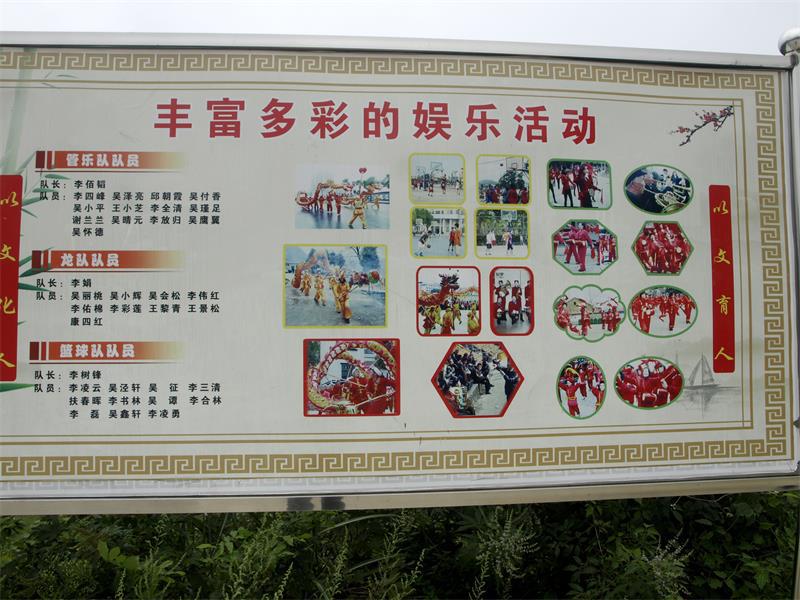 丰富多彩的娱乐活动
以文化人
管乐队队员
队长：李佰韬
队员：李四峰 吴泽亮 邱朝霞 吴付香
吴小平 王小艺 李全清 吴瑾足
谢兰兰 吴晴元 李放归 吴鹰翼
吴怀德
龙队队员
队长：李娟
队员：吴丽桃 吴小辉 吴会松 李伟红
李佑棉 李彩莲 王黎青 王景松
康四红
篮球队队员
队长：李树锋
队员：李凌云 吴泾轩 吴 征 李三清
扶春晖 李书林 吴 谭 李合林
李 磊 吴鑫轩 李凌勇
以文育人